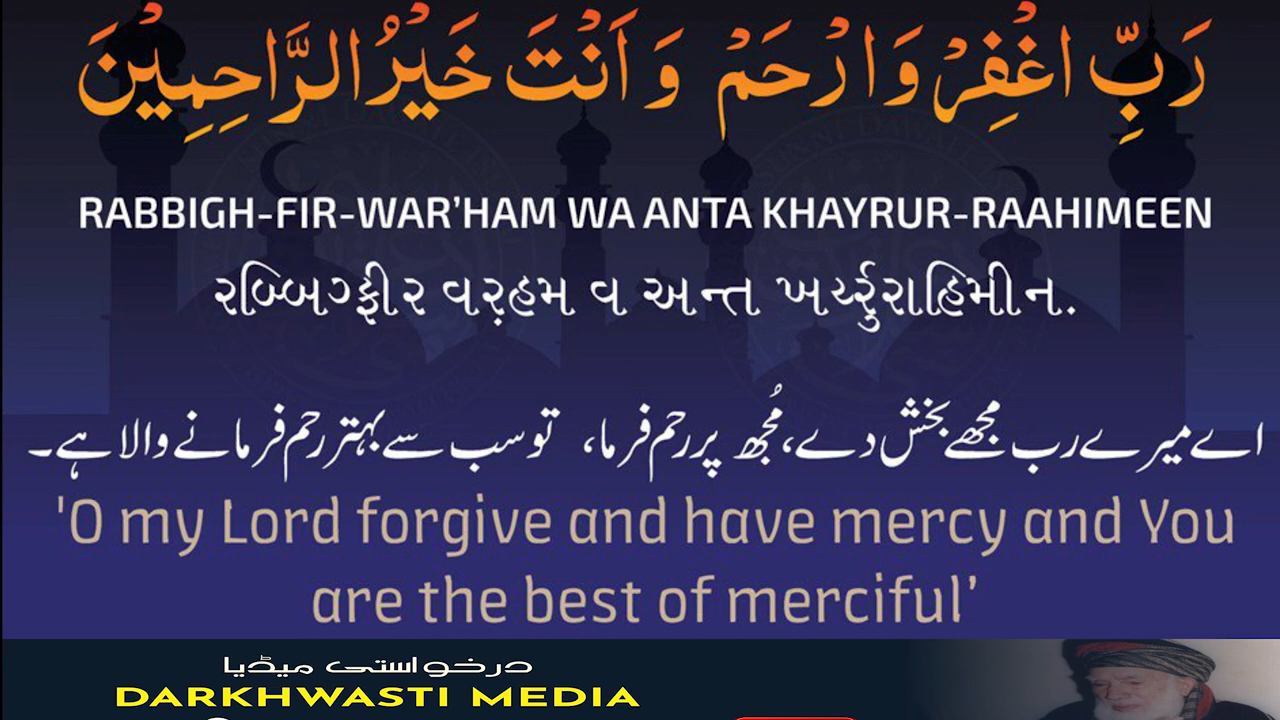 رَبِّ اغْفِرْ وَارْحَمْ وَاَنْتَ خَيْرُ الرَّاحِمِيْنَ
RABBIGH-FIR-WAR’HAM WA ANTA KHAYRUR-RAAHIMEEN
રબ્બિગ્ફીર વર્‌હમ વ અન્ત ખર્ય્રુરાહિમીન.
اے میرے رب مجھے بخش دے، مُجھ پر رحم فرما، تو سب سے بہتر رحم فرمانے والا ہے۔
'O my Lord forgive and have mercy and You
are the best of merciful’
درخواستی میڈیا
DARKHWASTI MEDIA